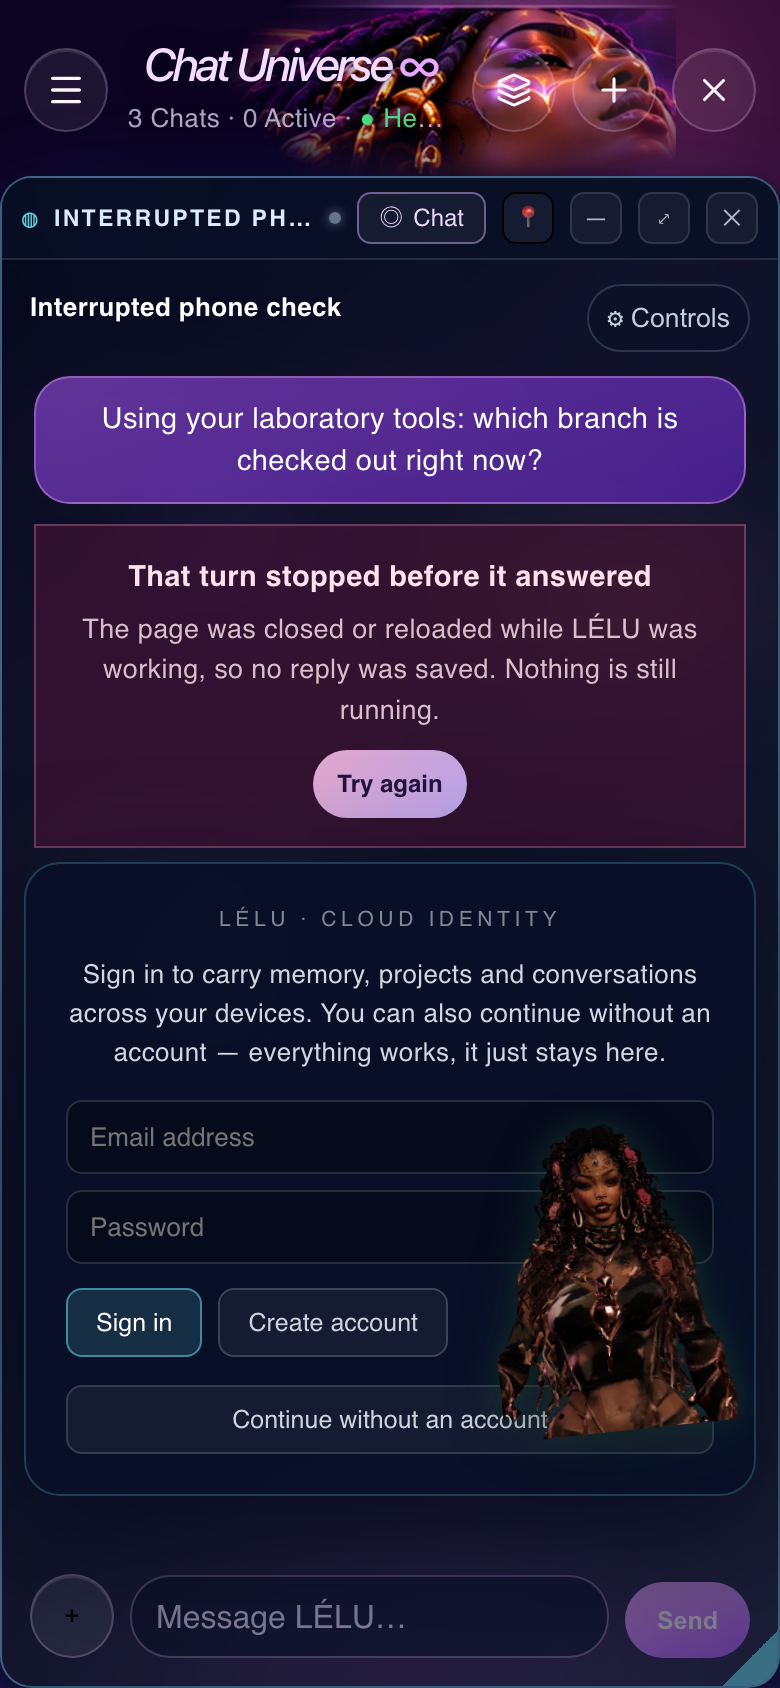 Chat Universe ∞
3 Chats · 0 Active · ● He...
INTERRUPTED PH...
Chat
Interrupted phone check
Controls
Using your laboratory tools: which branch is
checked out right now?
That turn stopped before it answered
The page was closed or reloaded while LÉLU was
working, so no reply was saved. Nothing is still
running.
Try again
LÉLU · CLOUD IDENTITY
Sign in to carry memory, projects and conversations
across your devices. You can also continue without an
account — everything works, it just stays here.
Email address
Password
Sign in
Create account
Continue without an account
Message LÉLU...
Send